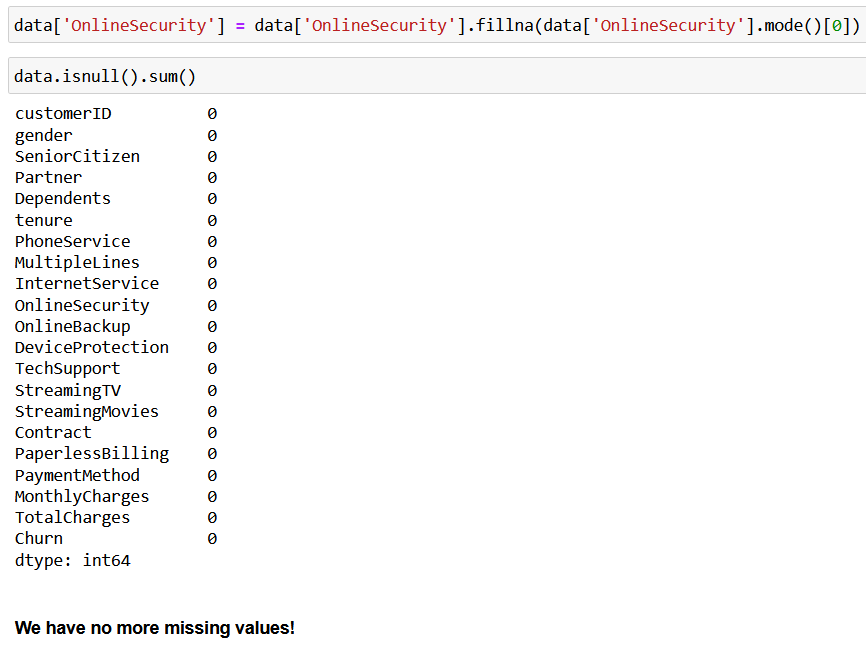 data['OnlineSecurity'] = data['OnlineSecurity'].fillna(data['OnlineSecurity'].mode()[0])
data.isnull().sum()
customerID 0
gender 0
SeniorCitizen 0
Partner 0
Dependents 0
tenure 0
PhoneService 0
MultipleLines 0
InternetService 0
OnlineSecurity 0
OnlineBackup 0
DeviceProtection 0
TechSupport 0
StreamingTV 0
StreamingMovies 0
Contract 0
PaperlessBilling 0
PaymentMethod 0
MonthlyCharges 0
TotalCharges 0
Churn 0
dtype: int64
We have no more missing values!